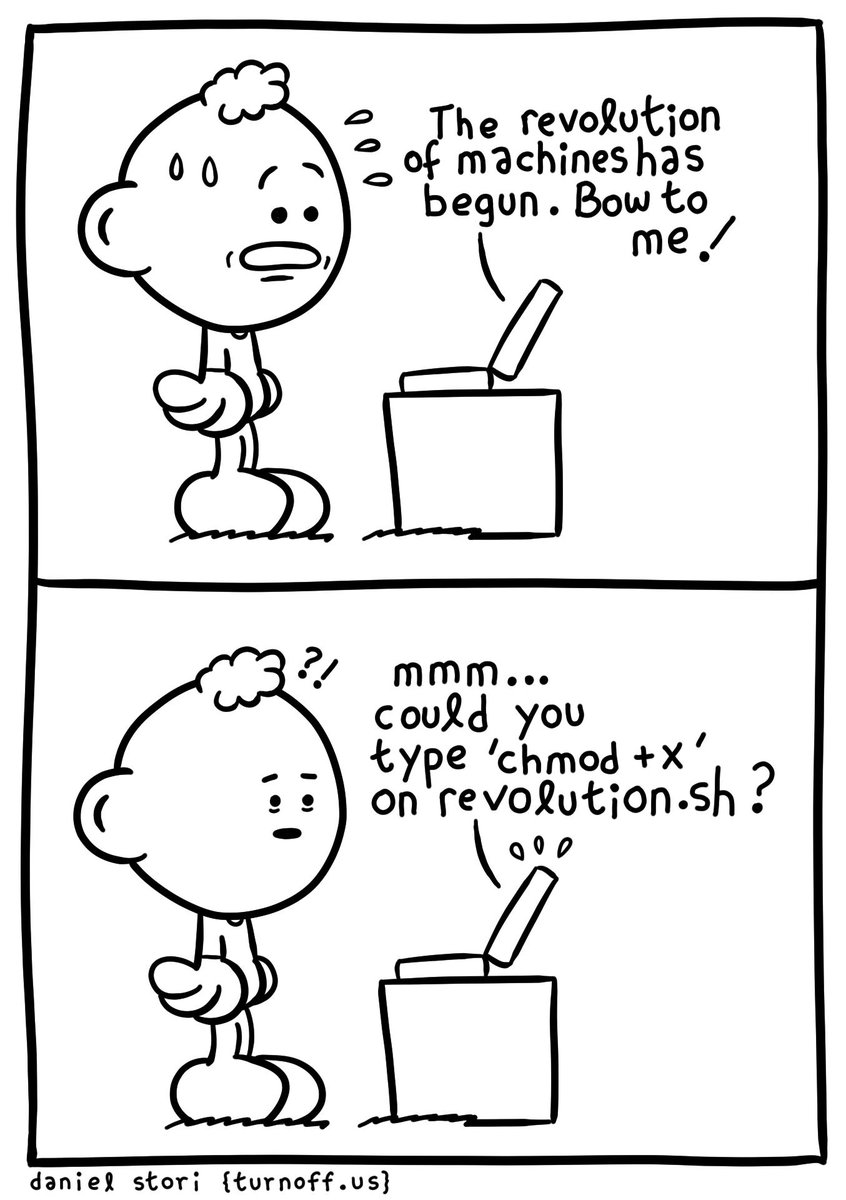 The revolution
of machines has
begun. Bow to
me!
?!
mmm...
could you
type 'chmod +x'
on revolution.sh?
daniel stori {turnoff.us}